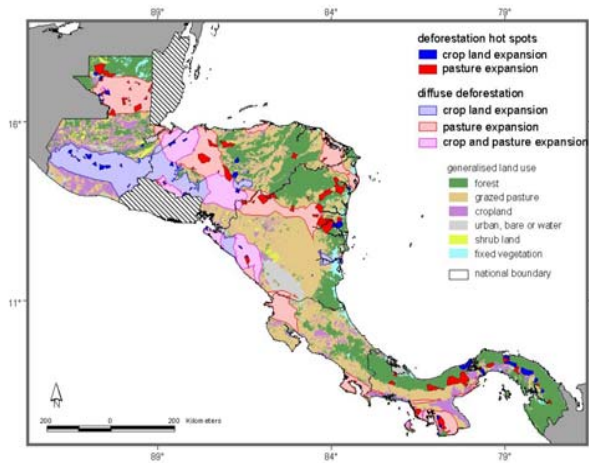 89° 84° 79°
deforestation hot spots
crop land expansion
pasture expansion
diffuse deforestation
crop land expansion
pasture expansion
crop and pasture expansion
generalised land use
forest
grazed pasture
cropland
urban, bare or water
shrub land
fixed vegetation
national boundary
16° 16°
11° 11°
N
200 0 200 Kilometers
89° 84° 79°